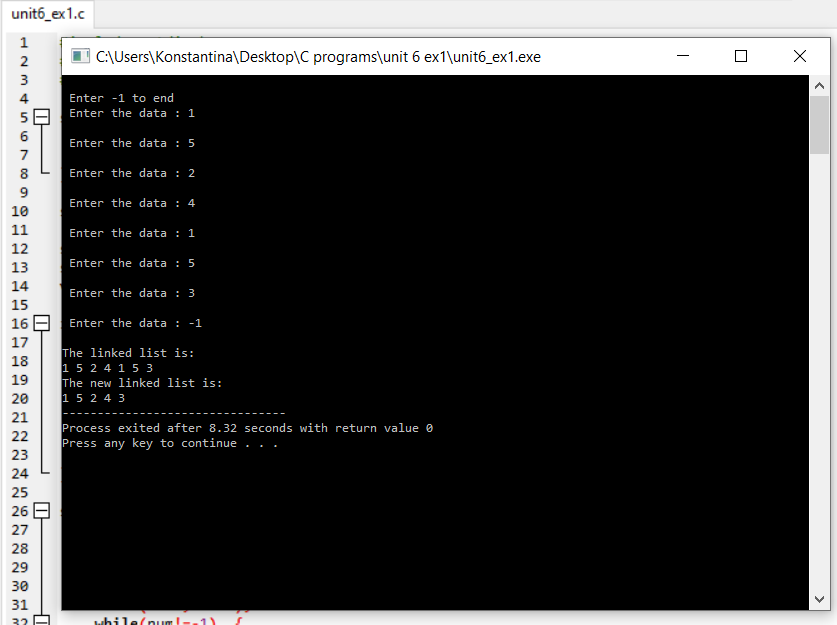 unit6_ex1.c
C:\Users\Konstantina\Desktop\C programs\unit 6 ex1\unit6_ex1.exe
1
2
3
4
5
6
7
8
9
10
11
12
13
14
15
16
17
18
19
20
21
22
23
24
25
26
27
28
29
30
31
32
Enter -1 to end
Enter the data : 1
Enter the data : 5
Enter the data : 2
Enter the data : 4
Enter the data : 1
Enter the data : 5
Enter the data : 3
Enter the data : -1
The linked list is:
1 5 2 4 1 5 3
The new linked list is:
1 5 2 4 3
--------------------------------
Process exited after 8.32 seconds with return value 0
Press any key to continue . . .
while(num!=-1) {